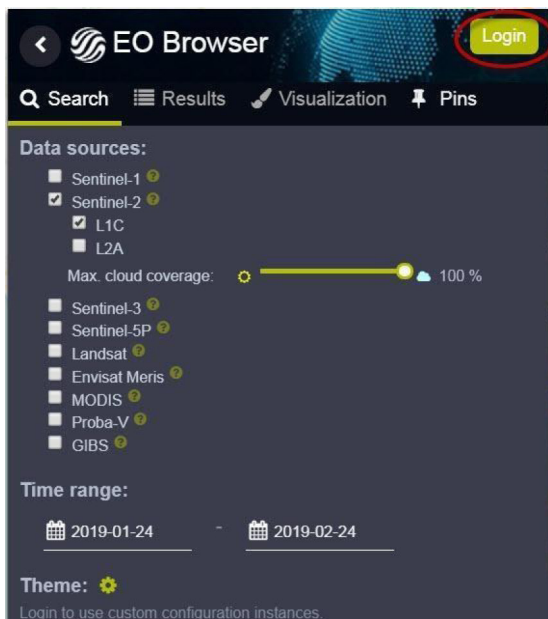 EO Browser
Login
Search Results Visualization Pins
Data sources:
Sentinel-1
Sentinel-2
L1C
L2A
Max. cloud coverage: 100 %
Sentinel-3
Sentinel-5P
Landsat
Envisat Meris
MODIS
Proba-V
GIBS
Time range:
2019-01-24 - 2019-02-24
Theme:
Login to use custom configuration instances.